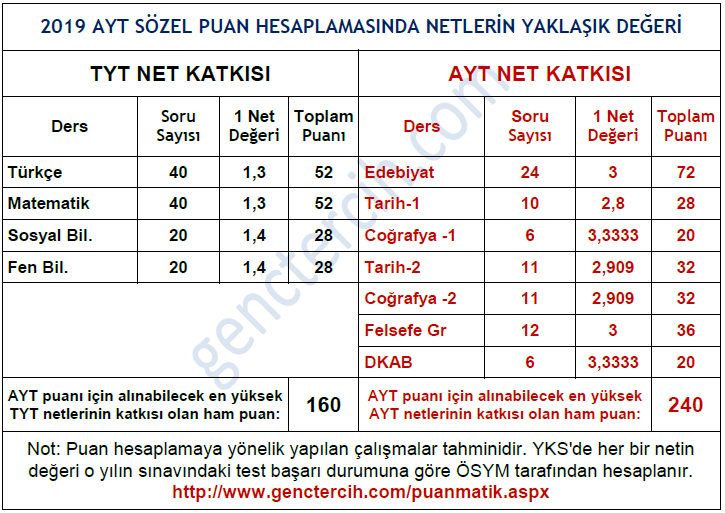 2019 AYT SÖZEL PUAN HESAPLAMASINDA NETLERİN YAKLAŞIK DEĞERİ
TYT NET KATKISI AYT NET KATKISI
Ders Soru Sayısı 1 Net Değeri Toplam Puanı Ders Soru Sayısı 1 Net Değeri Toplam Puanı
Türkçe 40 1,3 52 Edebiyat 24 3 72
Matematik 40 1,3 52 Tarih-1 10 2,8 28
Sosyal Bil. 20 1,4 28 Coğrafya -1 6 3,3333 20
Fen Bil. 20 1,4 28 Tarih-2 11 2,909 32
Coğrafya -2 11 2,909 32
Felsefe Gr 12 3 36
DKAB 6 3,3333 20
AYT puanı için alınabilecek en yüksek
TYT netlerinin katkısı olan ham puan: 160
AYT puanı için alınabilecek en yüksek
AYT netlerinin katkısı olan ham puan: 240
Not: Puan hesaplamaya yönelik yapılan çalışmalar tahminidir. YKS'de her bir netin
değeri o yılın sınavındaki test başarı durumuna göre ÖSYM tarafından hesaplanır.
http://www.genctercih.com/puanmatik.aspx
genctercih.com